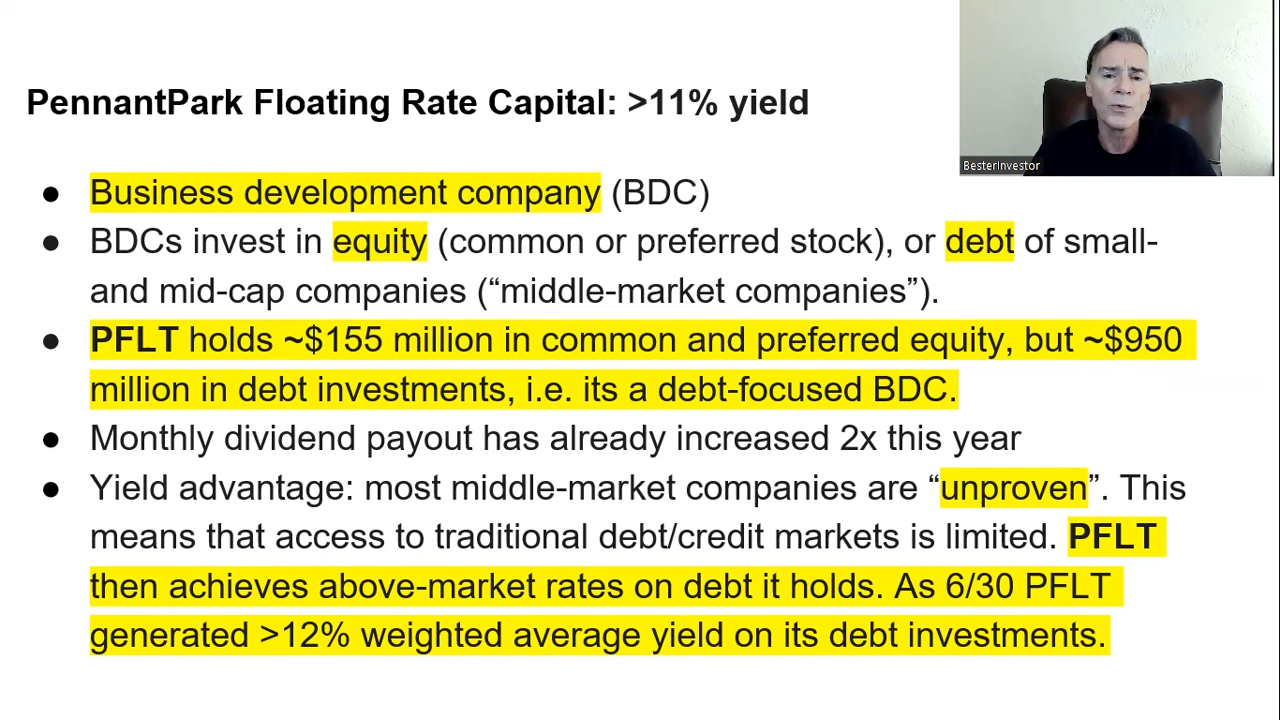 PennantPark Floating Rate Capital: >11% yield
BesterInvestor
● Business development company (BDC)
● BDCs invest in equity (common or preferred stock), or debt of small-
and mid-cap companies (“middle-market companies”).
● PFLT holds ~$155 million in common and preferred equity, but ~$950
million in debt investments, i.e. its a debt-focused BDC.
● Monthly dividend payout has already increased 2x this year
● Yield advantage: most middle-market companies are “unproven”. This
means that access to traditional debt/credit markets is limited. PFLT
then achieves above-market rates on debt it holds. As 6/30 PFLT
generated >12% weighted average yield on its debt investments.